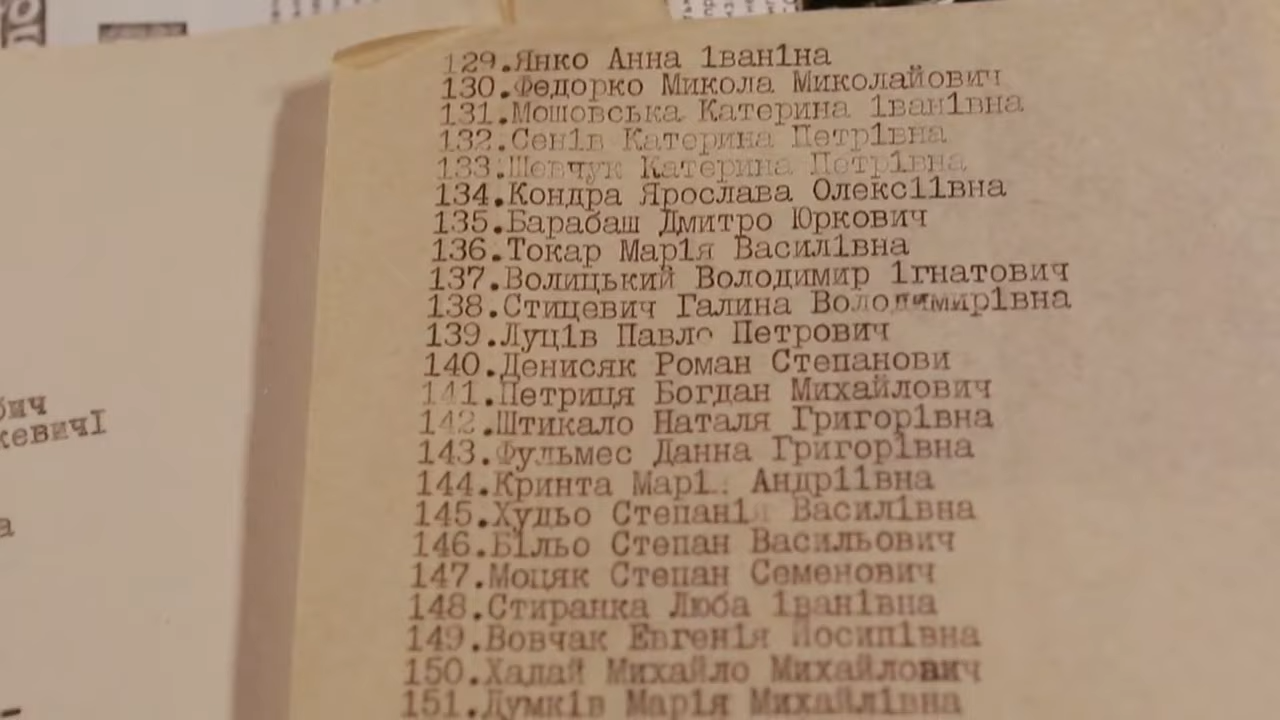 129.Янко Анна 1ван1на
130.Федорко Микола Миколайович
131.Мошовська Катерина 1ван1вна
132.Сен1в Катерина Петр1вна
133.Шевчук Катерина Петр1вна
134.Кондра Ярослава Олекс11вна
135.Барабаш Дмитро Юркович
136.Токар Мар1я Васил1вна
137.Волицький Володимир 1гнатович
138.Стицевич Галина Володимир1вна
139.Луц1в Павло Петрович
140.Денисяк Роман Степанови
141.Петриця Богдан Михайлович
142.Штикало Наталя Григор1вна
143.Фульмес Данна Григор1вна
144.Кринта Мар1. Андр11вна
145.Худьо Степан1я Васил1вна
146.Б1льо Степан Васильович
147.Моцяк Степан Семенович
148.Стиранка Люба 1ван1вна
149.Вовчак Евген1я Йосип1вна
150.Халай Михайло Михайлович
151.Думк1в Мар1я Михайл1вна